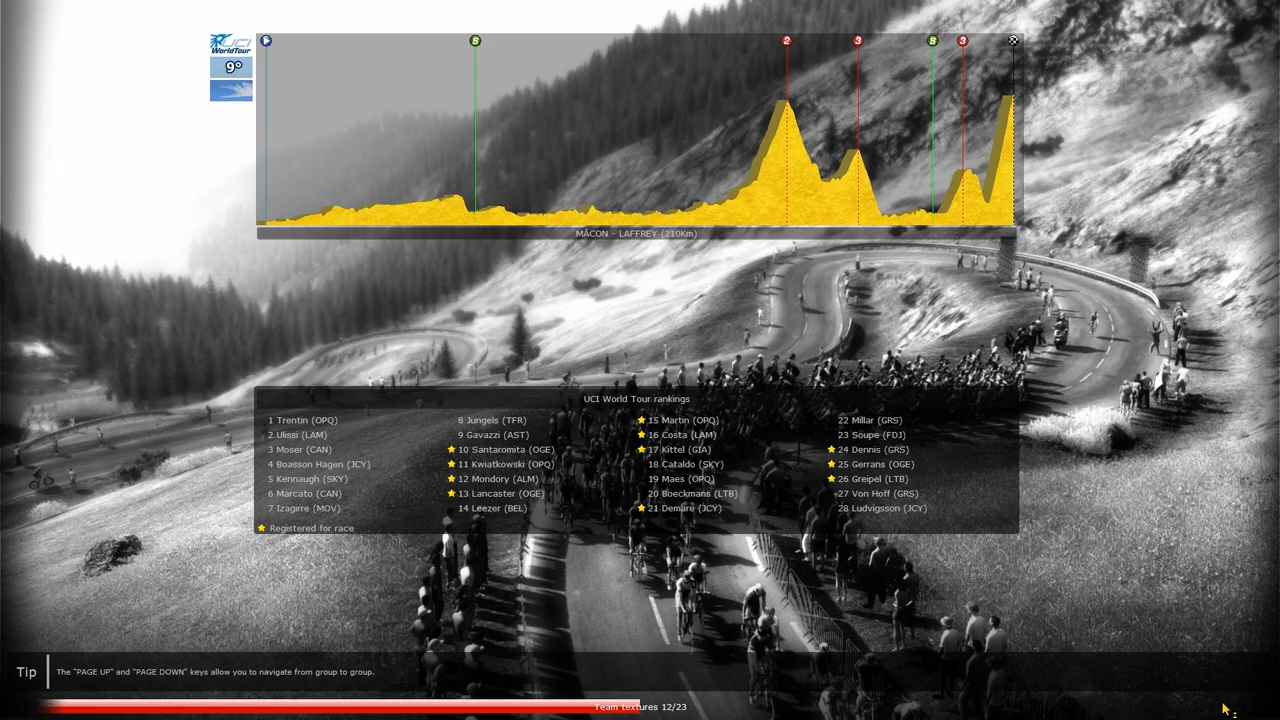 UCI
WorldTour
9°
S 2 3 S 3
MÂCON - LAFFREY (210Km)
UCI World Tour rankings
1 Trentin (OPQ)
2 Ulissi (LAM)
3 Moser (CAN)
4 Boasson Hagen (JCY)
5 Kennaugh (SKY)
6 Marcato (CAN)
7 Izagirre (MOV)
8 Jungels (TFR)
9 Gavazzi (AST)
10 Santaromita (OGE)
11 Kwiatkowski (OPQ)
12 Mondory (ALM)
13 Lancaster (OGE)
14 Leezer (BEL)
15 Martin (OPQ)
16 Costa (LAM)
17 Kittel (GIA)
18 Cataldo (SKY)
19 Maes (OPQ)
20 Boeckmans (LTB)
21 Demare (JCY)
22 Millar (GRS)
23 Soupe (FDJ)
24 Dennis (GRS)
25 Gerrans (OGE)
26 Greipel (LTB)
27 Von Hoff (GRS)
28 Ludvigsson (JCY)
Registered for race
Tip
The "PAGE UP" and "PAGE DOWN" keys allow you to navigate from group to group.
Team textures 12/23